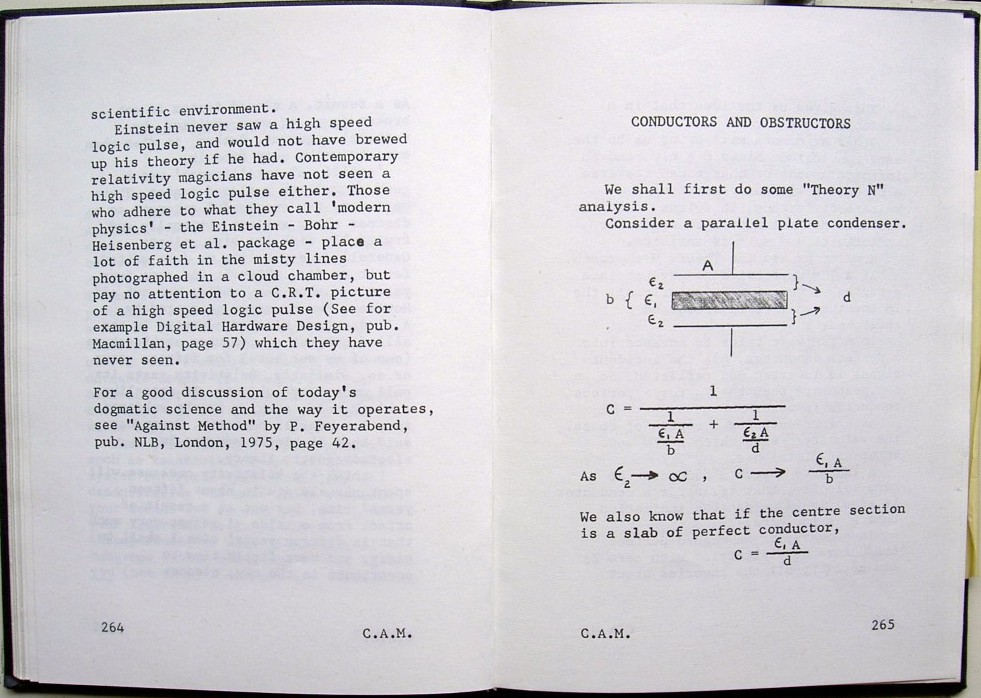 scientific environment.
Einstein never saw a high speed
logic pulse, and would not have brewed
up his theory if he had. Contemporary
relativity magicians have not seen a
high speed logic pulse either. Those
who adhere to what they call 'modern
physics' - the Einstein - Bohr -
Heisenberg et al. package - place a
lot of faith in the misty lines
photographed in a cloud chamber, but
pay no attention to a C.R.T. picture
of a high speed logic pulse (See for
example Digital Hardware Design, pub.
Macmillan, page 57) which they have
never seen.
For a good discussion of today's
dogmatic science and the way it operates,
see "Against Method" by P. Feyerabend,
pub. NLB, London, 1975, page 42.
264
C.A.M.
CONDUCTORS AND OBSTRUCTORS
We shall first do some "Theory N"
analysis.
Consider a parallel plate condenser.
A
ϵ₂ }
b { ϵ₁ d
ϵ₂ }
1
C =
1 + 1
ϵ₁ A ϵ₂ A
b d
As ϵ₂ → ∝ , C → ϵ₁ A
b
We also know that if the centre section
is a slab of perfect conductor,
C = ϵ₁ A
d
C.A.M.
265